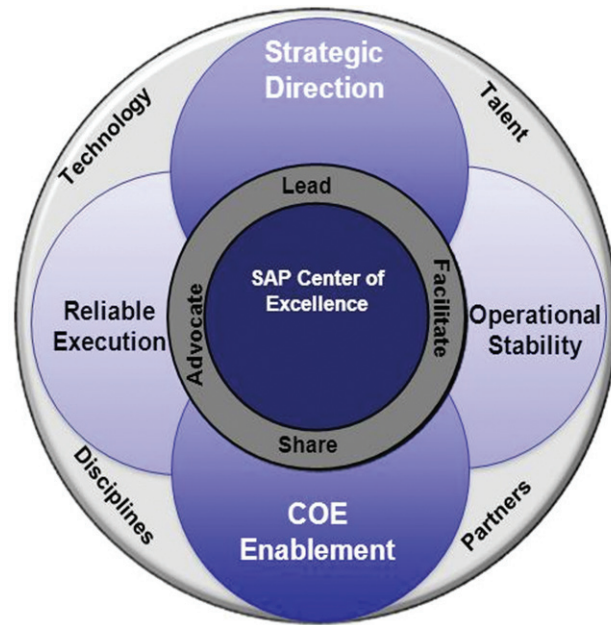 Strategic
Direction
Technology
Talent
Lead
SAP Center of
Excellence
Advocate
Facilitate
Reliable
Execution
Operational
Stability
Share
Disciplines
Partners
COE
Enablement